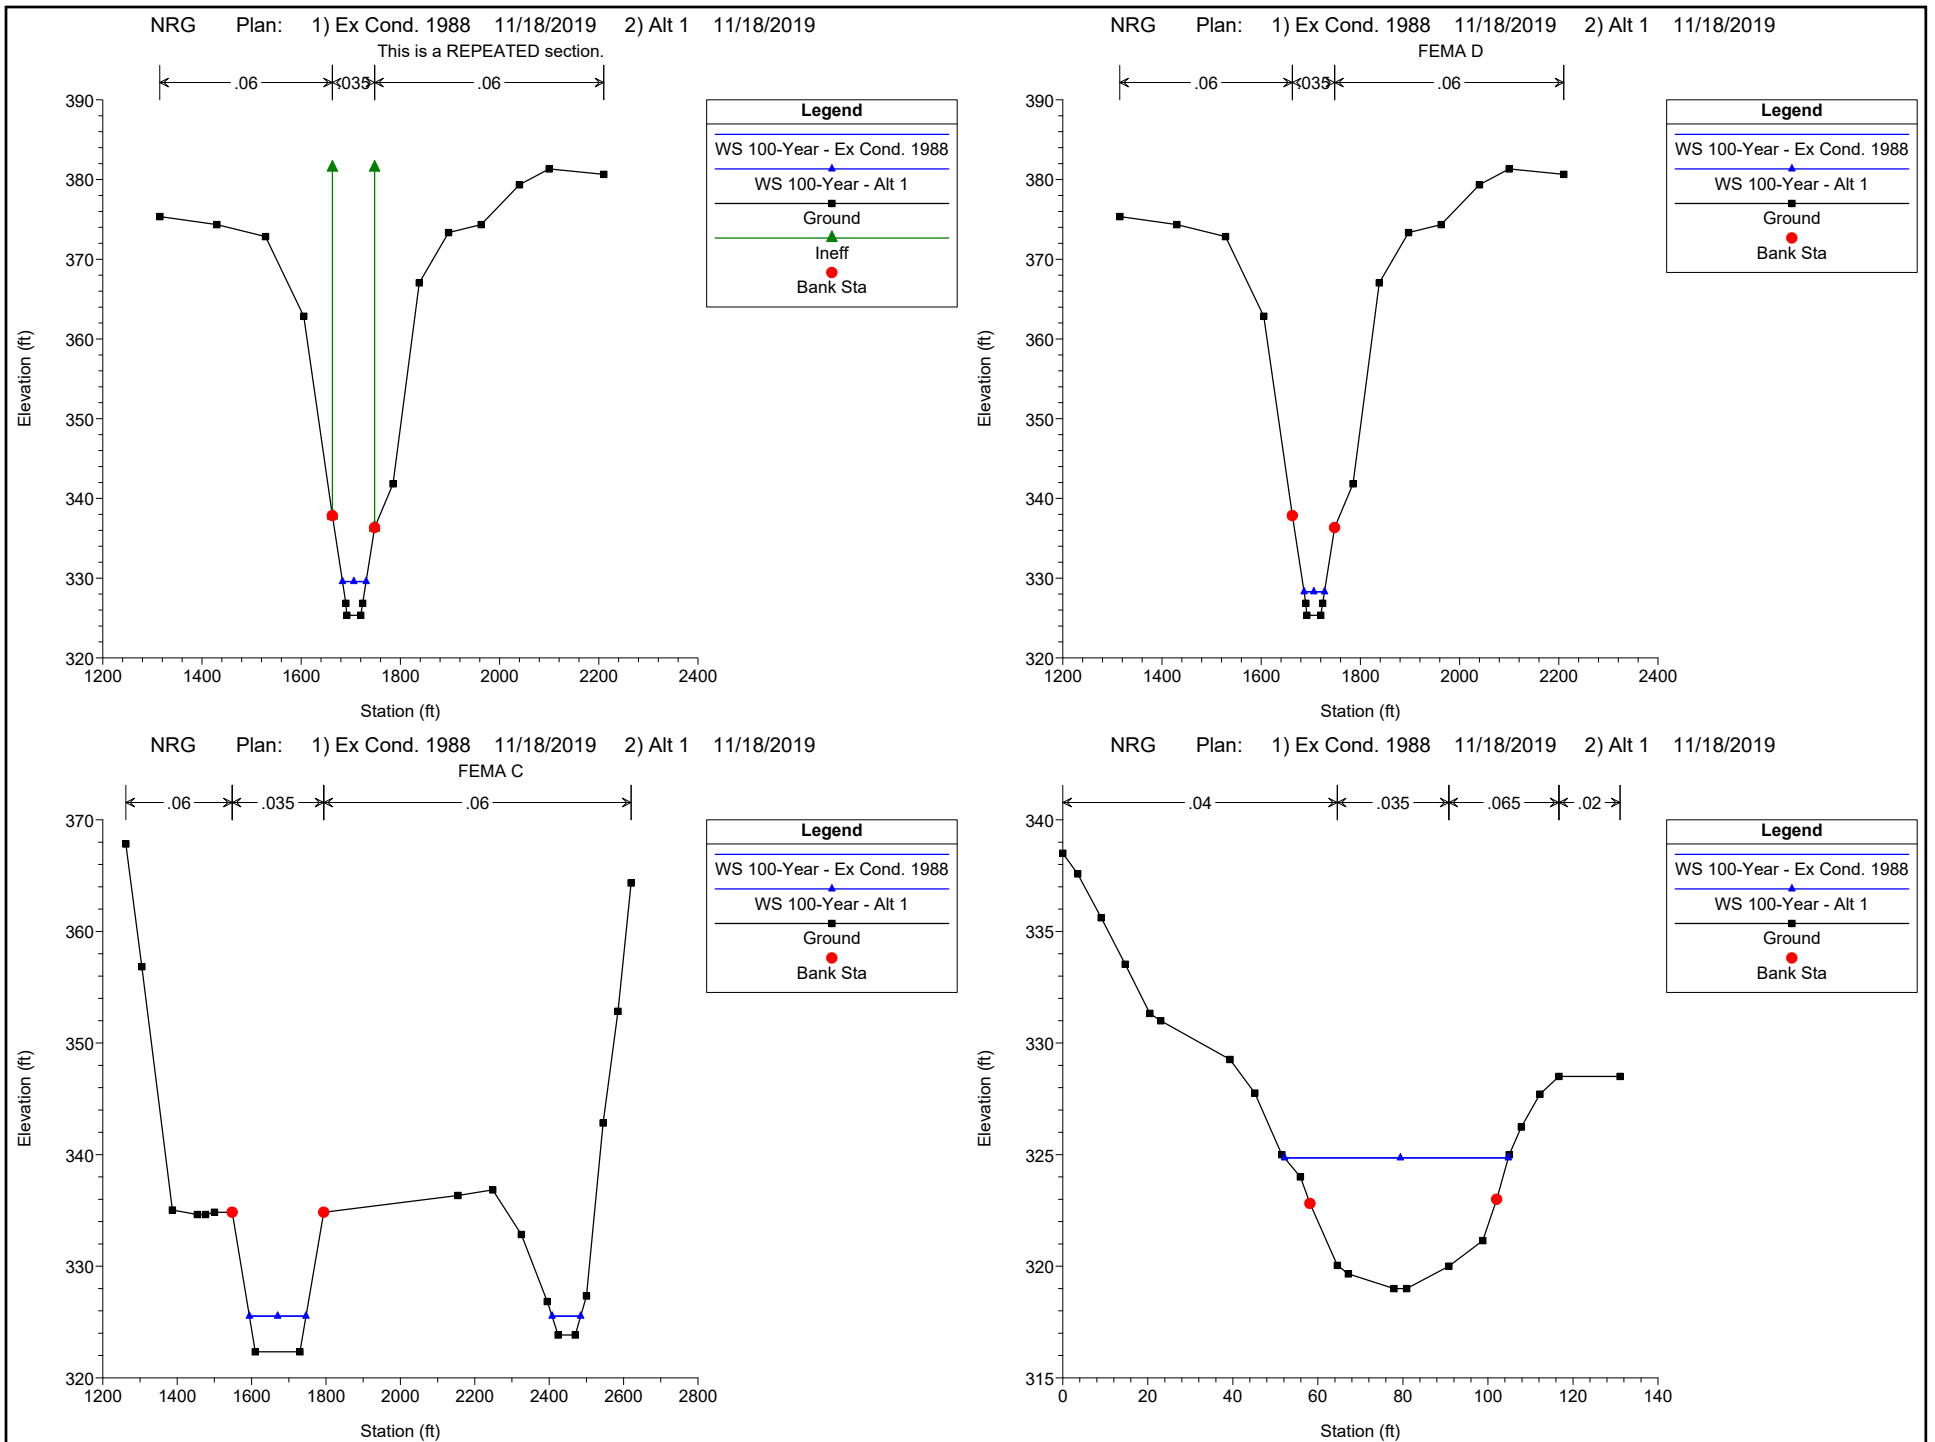 NRG Plan: 1) Ex Cond. 1988 11/18/2019 2) Alt 1 11/18/2019
This is a REPEATED section.
.06 .035 .06
390
380
370
360
350
340
330
320
Elevation (ft)
1200 1400 1600 1800 2000 2200 2400
Station (ft)
Legend
WS 100-Year - Ex Cond. 1988
WS 100-Year - Alt 1
Ground
Ineff
Bank Sta
NRG Plan: 1) Ex Cond. 1988 11/18/2019 2) Alt 1 11/18/2019
FEMA D
.06 .035 .06
390
380
370
360
350
340
330
320
Elevation (ft)
1200 1400 1600 1800 2000 2200 2400
Station (ft)
Legend
WS 100-Year - Ex Cond. 1988
WS 100-Year - Alt 1
Ground
Bank Sta
NRG Plan: 1) Ex Cond. 1988 11/18/2019 2) Alt 1 11/18/2019
FEMA C
.06 .035 .06
370
360
350
340
330
320
Elevation (ft)
1200 1400 1600 1800 2000 2200 2400 2600 2800
Station (ft)
Legend
WS 100-Year - Ex Cond. 1988
WS 100-Year - Alt 1
Ground
Bank Sta
NRG Plan: 1) Ex Cond. 1988 11/18/2019 2) Alt 1 11/18/2019
.04 .035 .065 .02
340
335
330
325
320
315
Elevation (ft)
0 20 40 60 80 100 120 140
Station (ft)
Legend
WS 100-Year - Ex Cond. 1988
WS 100-Year - Alt 1
Ground
Bank Sta